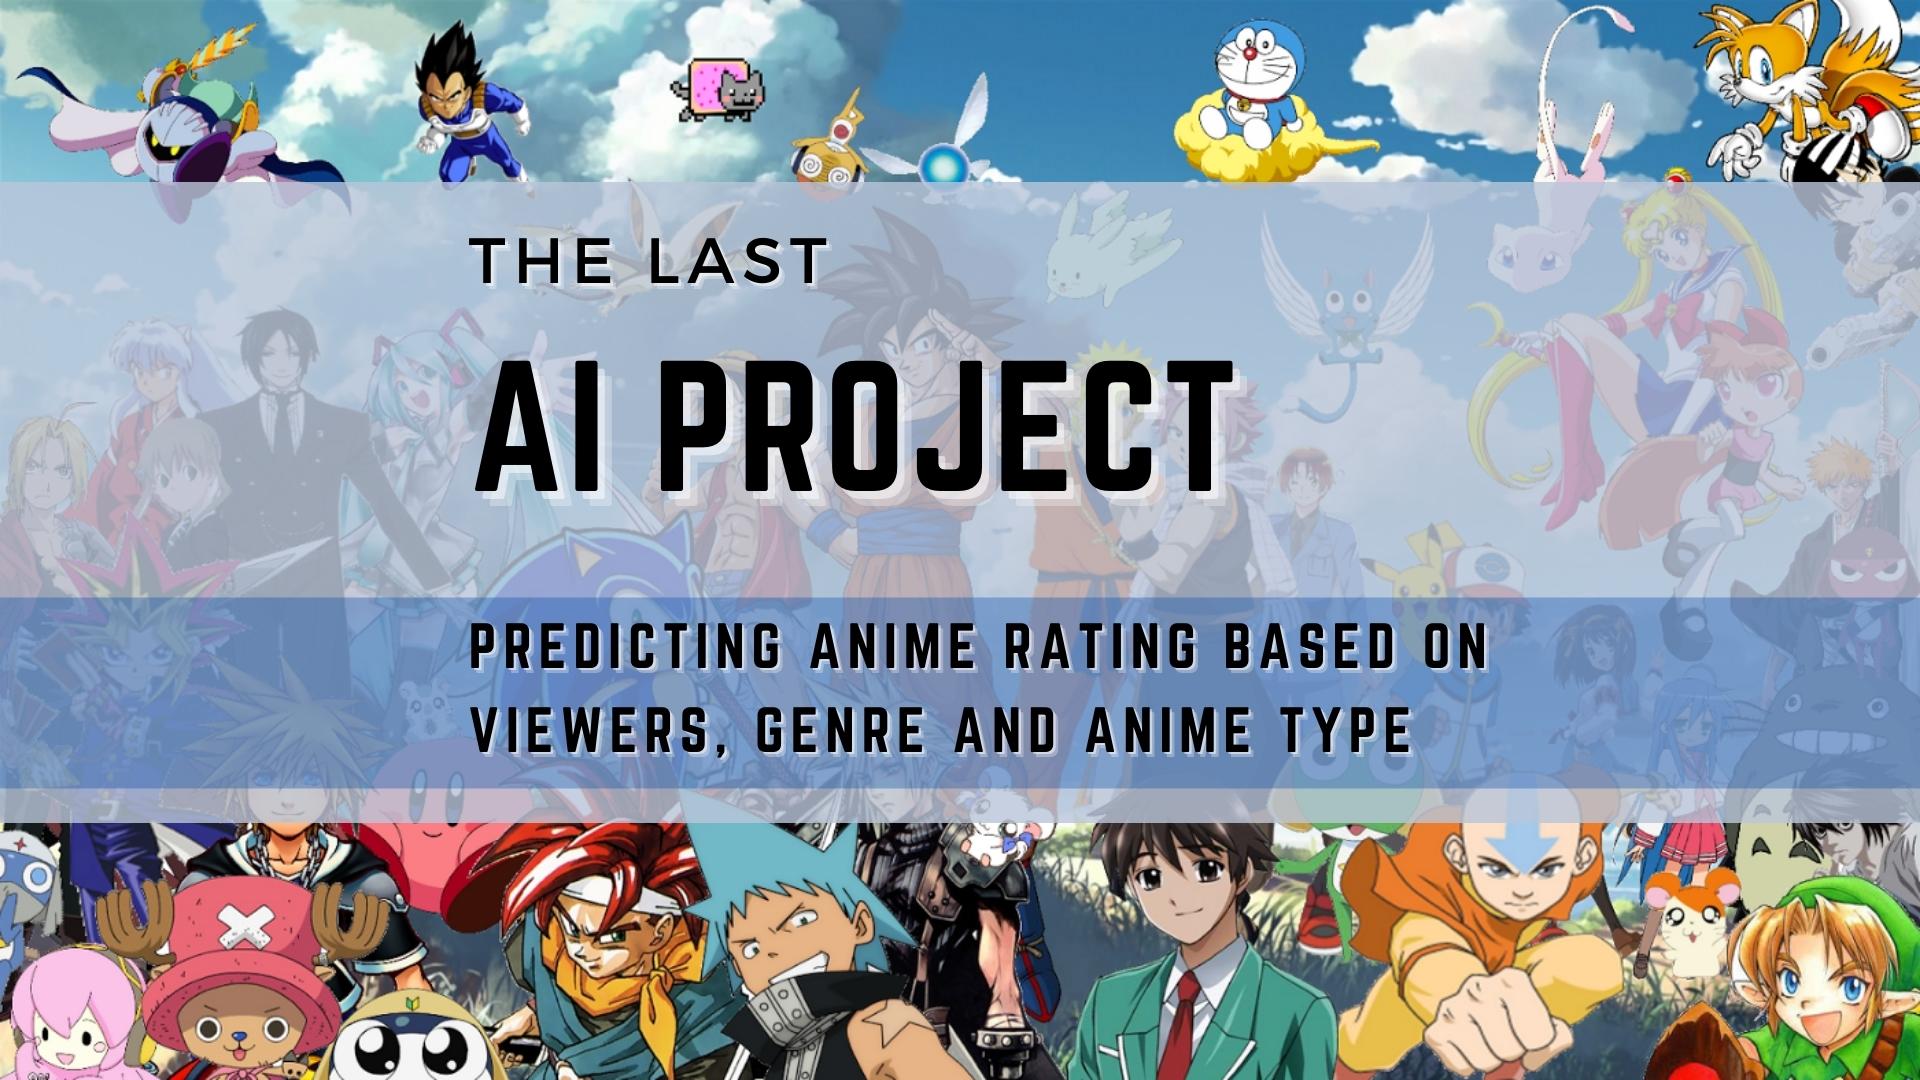 THE LAST
AI PROJECT
PREDICTING ANIME RATING BASED ON
VIEWERS, GENRE AND ANIME TYPE